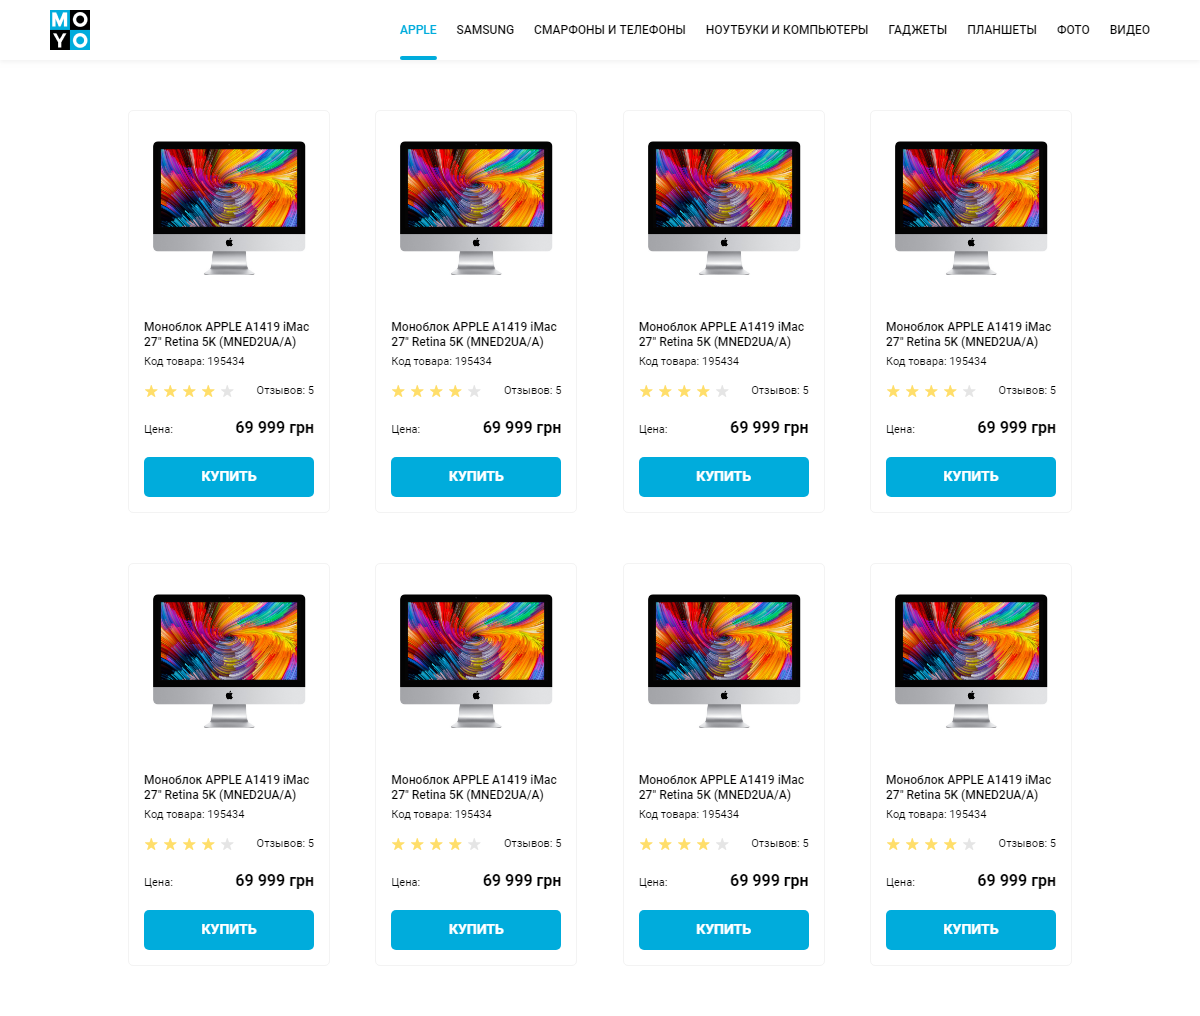 MO
YO
APPLE SAMSUNG СМАРФОНЫ И ТЕЛЕФОНЫ НОУТБУКИ И КОМПЬЮТЕРЫ ГАДЖЕТЫ ПЛАНШЕТЫ ФОТО ВИДЕО
Моноблок APPLE A1419 iMac
27" Retina 5K (MNED2UA/A)
Код товара: 195434
Отзывов: 5
Цена: 69 999 грн
КУПИТЬ
Моноблок APPLE A1419 iMac
27" Retina 5K (MNED2UA/A)
Код товара: 195434
Отзывов: 5
Цена: 69 999 грн
КУПИТЬ
Моноблок APPLE A1419 iMac
27" Retina 5K (MNED2UA/A)
Код товара: 195434
Отзывов: 5
Цена: 69 999 грн
КУПИТЬ
Моноблок APPLE A1419 iMac
27" Retina 5K (MNED2UA/A)
Код товара: 195434
Отзывов: 5
Цена: 69 999 грн
КУПИТЬ
Моноблок APPLE A1419 iMac
27" Retina 5K (MNED2UA/A)
Код товара: 195434
Отзывов: 5
Цена: 69 999 грн
КУПИТЬ
Моноблок APPLE A1419 iMac
27" Retina 5K (MNED2UA/A)
Код товара: 195434
Отзывов: 5
Цена: 69 999 грн
КУПИТЬ
Моноблок APPLE A1419 iMac
27" Retina 5K (MNED2UA/A)
Код товара: 195434
Отзывов: 5
Цена: 69 999 грн
КУПИТЬ
Моноблок APPLE A1419 iMac
27" Retina 5K (MNED2UA/A)
Код товара: 195434
Отзывов: 5
Цена: 69 999 грн
КУПИТЬ